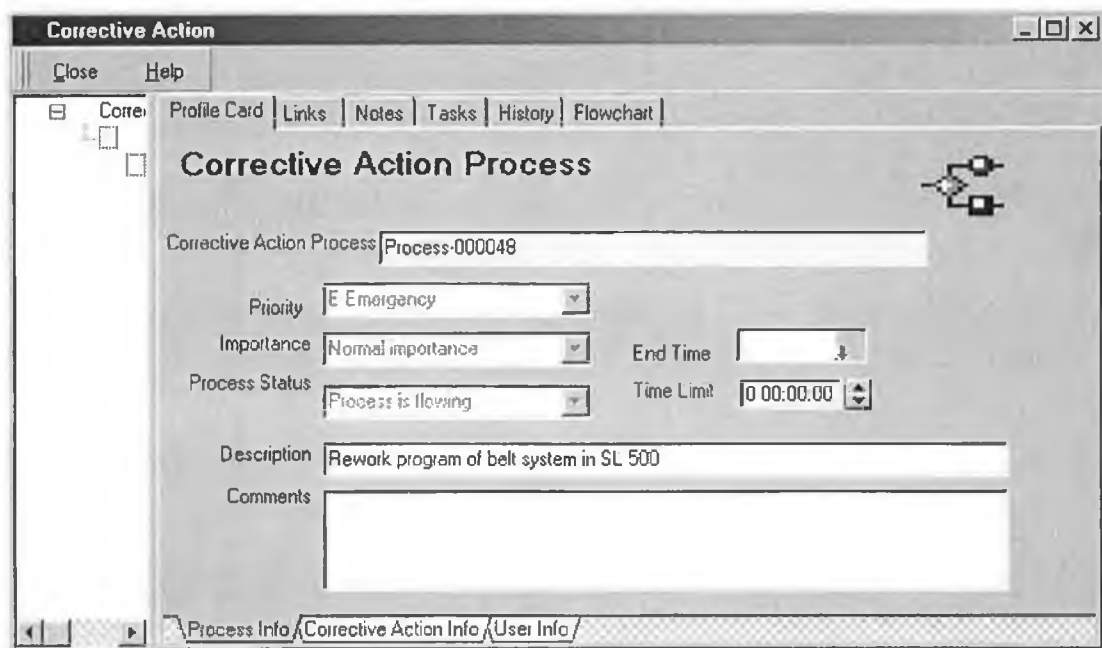 Corrective Action
Close Help
Correi
Profile Card Links Notes Tasks History Flowchart
Corrective Action Process
Corrective Action Process Process-000048
Priority E Emergency
Importance Normal importance
End Time
Process Status Process is flowing
Time Limit 0 00:00:00
Description Rework program of belt system in SL 500
Comments
Process Info Corrective Action Info User Info